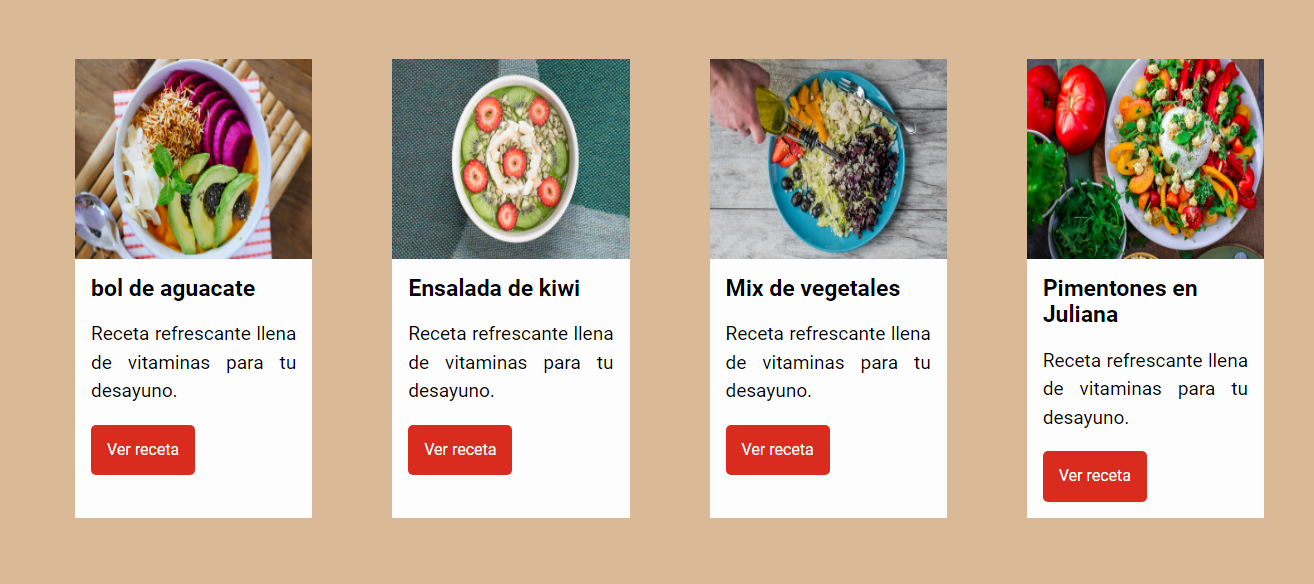 bol de aguacate
Receta refrescante llena
de vitaminas para tu
desayuno.
Ver receta
Ensalada de kiwi
Receta refrescante llena
de vitaminas para tu
desayuno.
Ver receta
Mix de vegetales
Receta refrescante llena
de vitaminas para tu
desayuno.
Ver receta
Pimentones en
Juliana
Receta refrescante llena
de vitaminas para tu
desayuno.
Ver receta